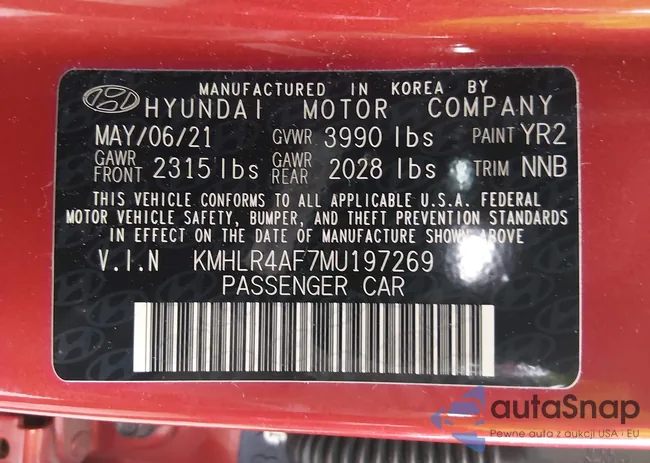 MANUFACTURED IN KOREA BY
HYUNDAI MOTOR COMPANY
MAY/06/21 GVWR 3990 lbs PAINT YR2
GAWR FRONT 2315 lbs GAWR REAR 2028 lbs TRIM NNB
THIS VEHICLE CONFORMS TO ALL APPLICABLE U.S.A. FEDERAL
MOTOR VEHICLE SAFETY, BUMPER, AND THEFT PREVENTION STANDARDS
IN EFFECT ON THE DATE OF MANUFACTURE SHOWN ABOVE
V.I.N KMHLR4AF7MU197269
PASSENGER CAR
autaSnap
Pewne auta z aukcji USA i EU